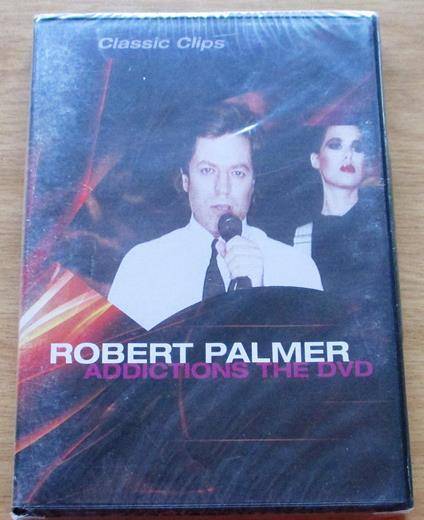 Classic Clips
ROBERT PALMER
ADDICTIONS THE DVD